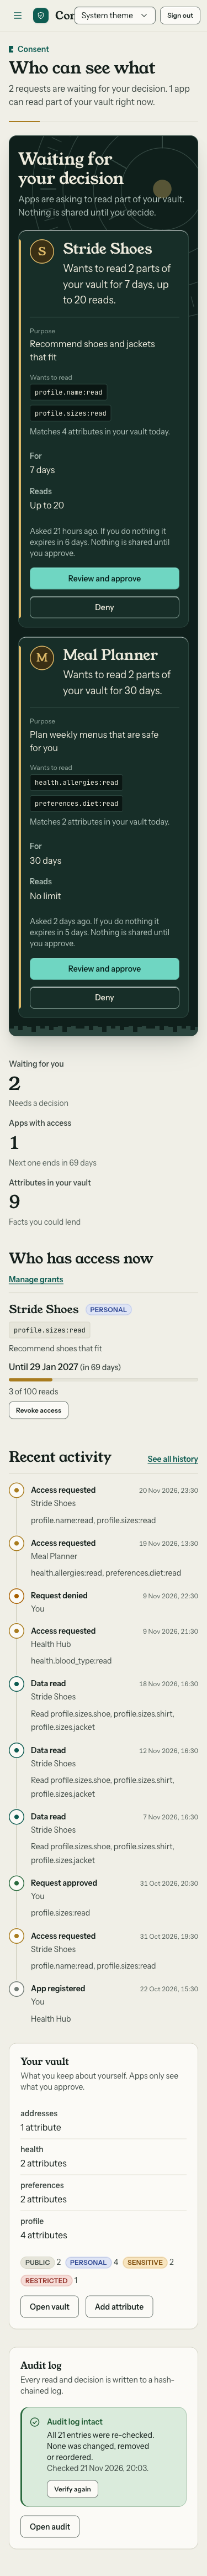 Con
System theme
Sign out
Consent
Who can see what
2 requests are waiting for your decision. 1 app
can read part of your vault right now.
Waiting for
your decision
Apps are asking to read part of your vault.
Nothing is shared until you decide.
S
Stride Shoes
Wants to read 2 parts of
your vault for 7 days, up
to 20 reads.
Purpose
Recommend shoes and jackets
that fit
Wants to read
profile.name:read
profile.sizes:read
Matches 4 attributes in your vault today.
For
7 days
Reads
Up to 20
Asked 21 hours ago. If you do nothing it
expires in 6 days. Nothing is shared until
you approve.
Review and approve
Deny
M
Meal Planner
Wants to read 2 parts of
your vault for 30 days.
Purpose
Plan weekly menus that are safe
for you
Wants to read
health.allergies:read
preferences.diet:read
Matches 2 attributes in your vault today.
For
30 days
Reads
No limit
Asked 2 days ago. If you do nothing it
expires in 5 days. Nothing is shared until
you approve.
Review and approve
Deny
Waiting for you
2
Needs a decision
Apps with access
1
Next one ends in 69 days
Attributes in your vault
9
Facts you could lend
Who has access now
Manage grants
Stride Shoes PERSONAL
profile.sizes:read
Recommend shoes that fit
Until 29 Jan 2027 (in 69 days)
3 of 100 reads
Revoke access
Recent activity
See all history
Access requested 20 Nov 2026, 23:30
Stride Shoes
profile.name:read, profile.sizes:read
Access requested 19 Nov 2026, 13:30
Meal Planner
health.allergies:read, preferences.diet:read
Request denied 9 Nov 2026, 22:30
You
Access requested 9 Nov 2026, 21:30
Health Hub
health.blood_type:read
Data read 18 Nov 2026, 16:30
Stride Shoes
Read profile.sizes.shoe, profile.sizes.shirt,
profile.sizes.jacket
Data read 12 Nov 2026, 16:30
Stride Shoes
Read profile.sizes.shoe, profile.sizes.shirt,
profile.sizes.jacket
Data read 7 Nov 2026, 16:30
Stride Shoes
Read profile.sizes.shoe, profile.sizes.shirt,
profile.sizes.jacket
Request approved 31 Oct 2026, 20:30
You
profile.sizes:read
Access requested 31 Oct 2026, 19:30
Stride Shoes
profile.name:read, profile.sizes:read
App registered 22 Oct 2026, 15:30
You
Health Hub
Your vault
What you keep about yourself. Apps only see
what you approve.
addresses
1 attribute
health
2 attributes
preferences
2 attributes
profile
4 attributes
PUBLIC 2 PERSONAL 4 SENSITIVE 2
RESTRICTED 1
Open vault
Add attribute
Audit log
Every read and decision is written to a hash-
chained log.
Audit log intact
All 21 entries were re-checked.
None was changed, removed
or reordered.
Checked 21 Nov 2026, 20:03.
Verify again
Open audit